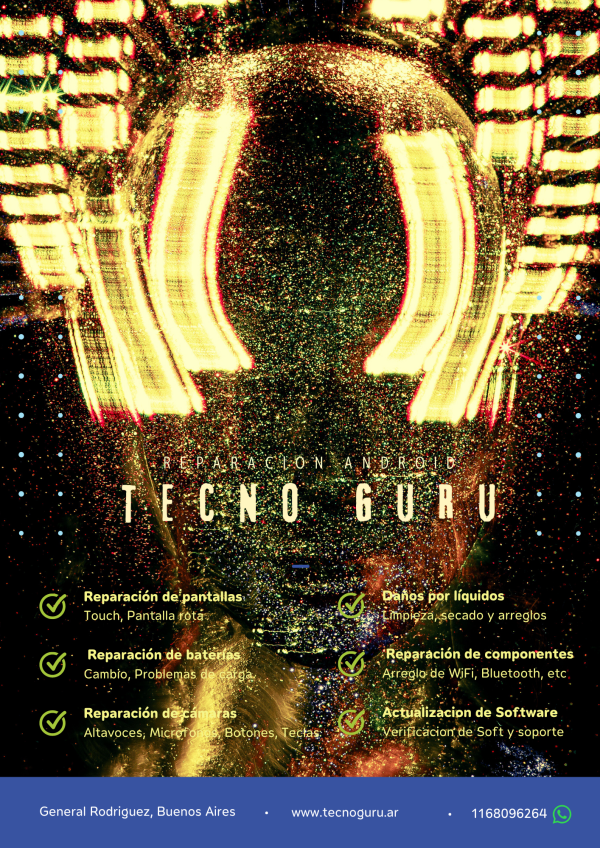 REPARACION ANDROID
TECNO GURU
Reparación de pantallas
Touch, Pantalla rota
Daños por líquidos
Limpieza, secado y arreglos
Reparación de baterías
Cambio, Problemas de carga
Reparación de componentes
Arreglo de WiFi, Bluetooth, etc
Reparación de cámaras
Altavoces, Microfonos, Botones, Teclas
Actualizacion de Software
Verificacion de Soft y soporte
General Rodriguez, Buenos Aires • www.tecnoguru.ar • 1168096264